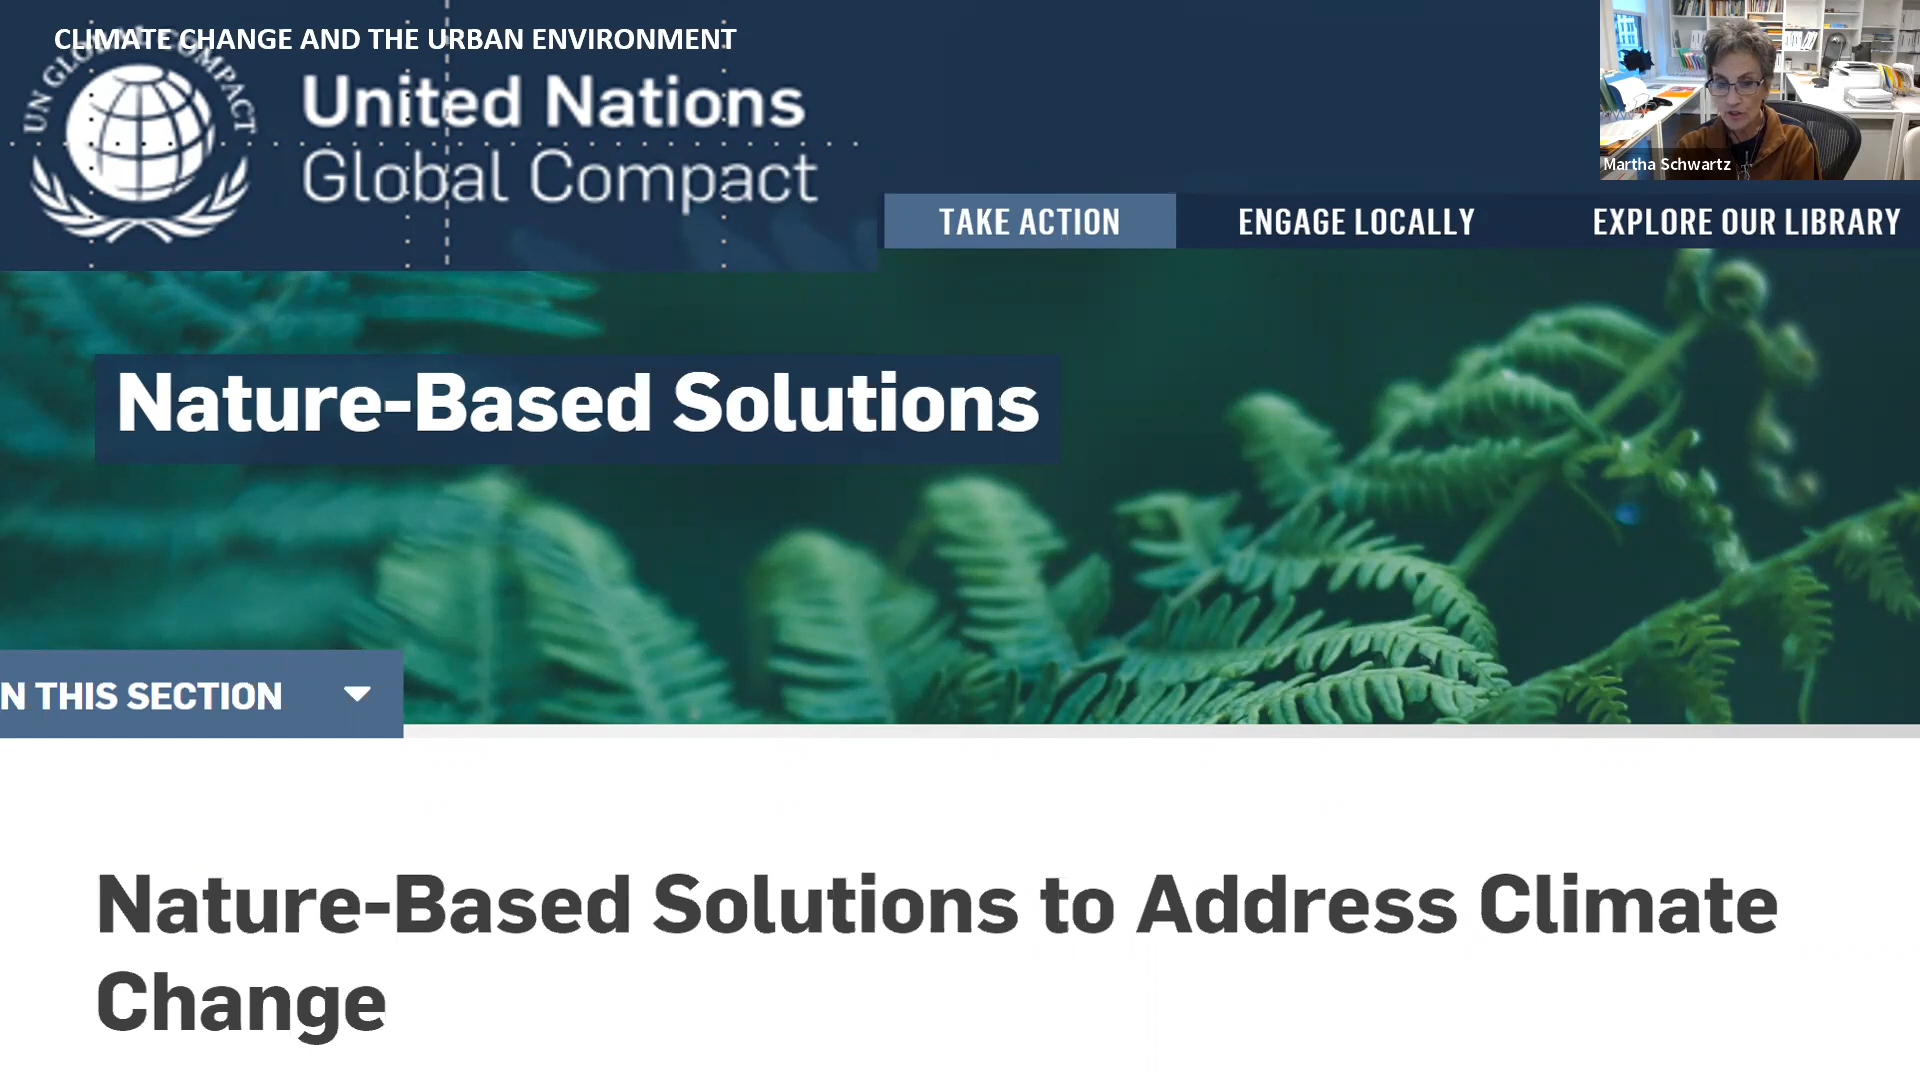 CLIMATE CHANGE AND THE URBAN ENVIRONMENT
UN GLOBAL COMPACT
United Nations
Global Compact
Martha Schwartz
TAKE ACTION
ENGAGE LOCALLY
EXPLORE OUR LIBRARY
Nature-Based Solutions
N THIS SECTION
Nature-Based Solutions to Address Climate
Change